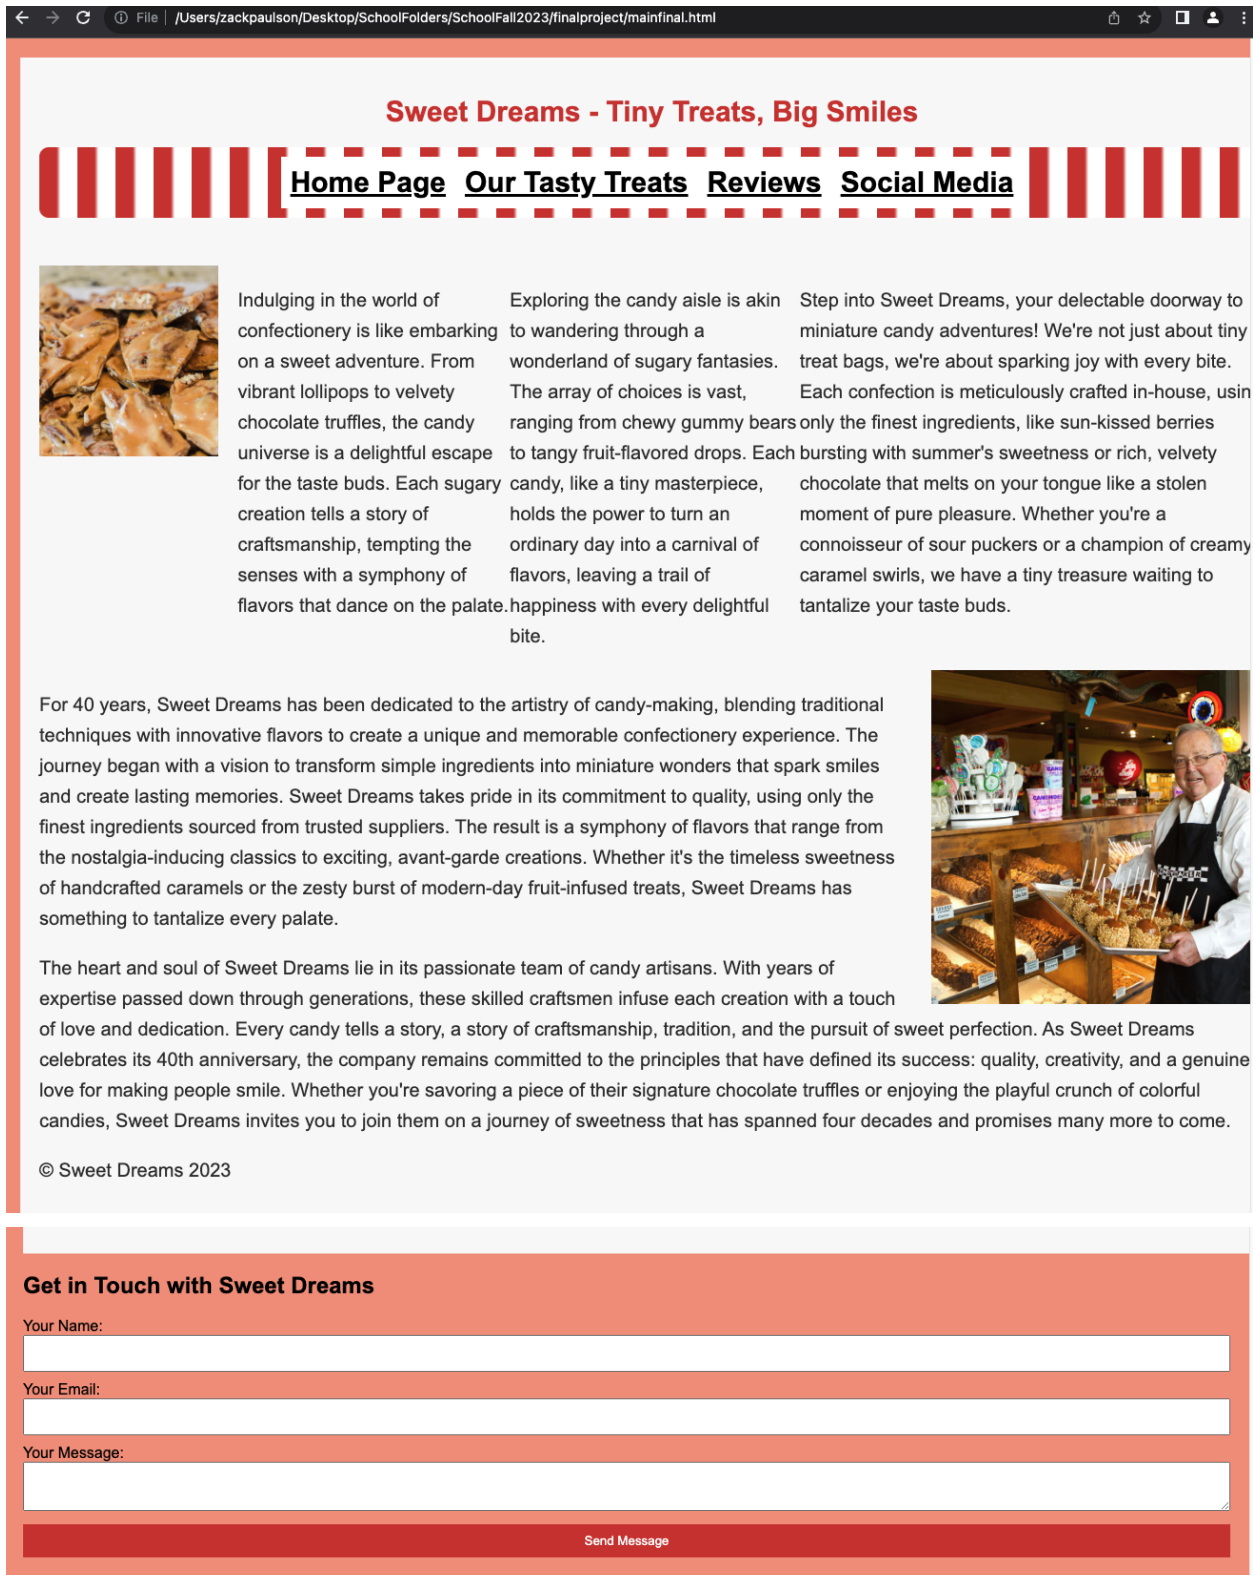 File | /Users/zackpaulson/Desktop/SchoolFolders/SchoolFall2023/finalproject/mainfinal.html
Sweet Dreams - Tiny Treats, Big Smiles
Home Page Our Tasty Treats Reviews Social Media
Indulging in the world of
confectionery is like embarking
on a sweet adventure. From
vibrant lollipops to velvety
chocolate truffles, the candy
universe is a delightful escape
for the taste buds. Each sugary
creation tells a story of
craftsmanship, tempting the
senses with a symphony of
flavors that dance on the palate.
Exploring the candy aisle is akin
to wandering through a
wonderland of sugary fantasies.
The array of choices is vast,
ranging from chewy gummy bears
to tangy fruit-flavored drops. Each
candy, like a tiny masterpiece,
holds the power to turn an
ordinary day into a carnival of
flavors, leaving a trail of
happiness with every delightful
bite.
Step into Sweet Dreams, your delectable doorway to
miniature candy adventures! We're not just about tiny
treat bags, we're about sparking joy with every bite.
Each confection is meticulously crafted in-house, usin
only the finest ingredients, like sun-kissed berries
bursting with summer's sweetness or rich, velvety
chocolate that melts on your tongue like a stolen
moment of pure pleasure. Whether you're a
connoisseur of sour puckers or a champion of creamy
caramel swirls, we have a tiny treasure waiting to
tantalize your taste buds.
For 40 years, Sweet Dreams has been dedicated to the artistry of candy-making, blending traditional
techniques with innovative flavors to create a unique and memorable confectionery experience. The
journey began with a vision to transform simple ingredients into miniature wonders that spark smiles
and create lasting memories. Sweet Dreams takes pride in its commitment to quality, using only the
finest ingredients sourced from trusted suppliers. The result is a symphony of flavors that range from
the nostalgia-inducing classics to exciting, avant-garde creations. Whether it's the timeless sweetness
of handcrafted caramels or the zesty burst of modern-day fruit-infused treats, Sweet Dreams has
something to tantalize every palate.
The heart and soul of Sweet Dreams lie in its passionate team of candy artisans. With years of
expertise passed down through generations, these skilled craftsmen infuse each creation with a touch
of love and dedication. Every candy tells a story, a story of craftsmanship, tradition, and the pursuit of sweet perfection. As Sweet Dreams
celebrates its 40th anniversary, the company remains committed to the principles that have defined its success: quality, creativity, and a genuine
love for making people smile. Whether you're savoring a piece of their signature chocolate truffles or enjoying the playful crunch of colorful
candies, Sweet Dreams invites you to join them on a journey of sweetness that has spanned four decades and promises many more to come.
© Sweet Dreams 2023
Get in Touch with Sweet Dreams
Your Name:
Your Email:
Your Message:
Send Message